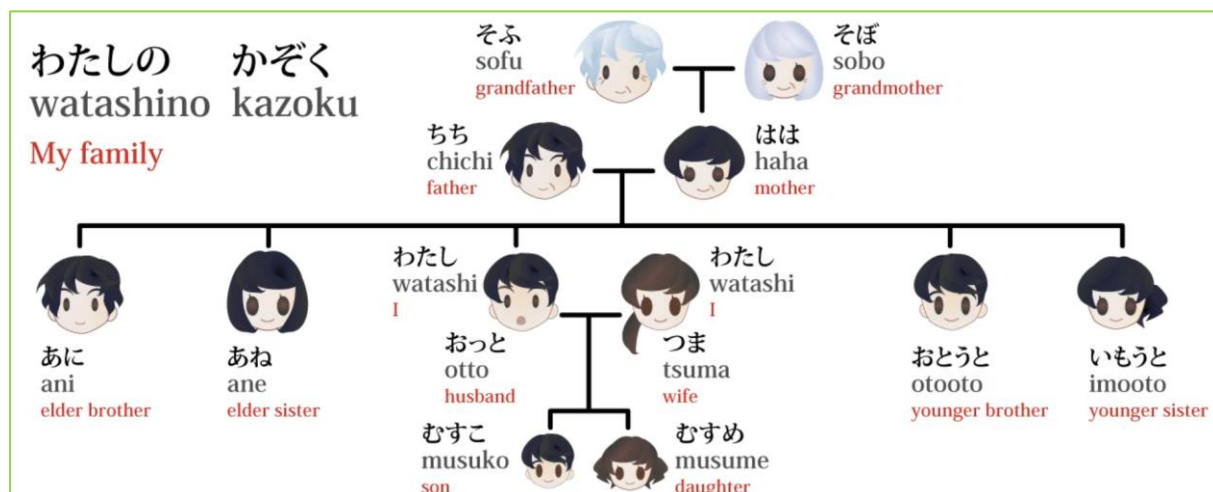 わたしの かぞく
watashino kazoku
My family
そふ
sofu
grandfather
そぼ
sobo
grandmother
ちち
chichi
father
はは
haha
mother
あに
ani
elder brother
あね
ane
elder sister
わたし
watashi
I
おっと
otto
husband
わたし
watashi
I
つま
tsuma
wife
おとうと
otooto
younger brother
いもうと
imooto
younger sister
むすこ
musuko
son
むすめ
musume
daughter